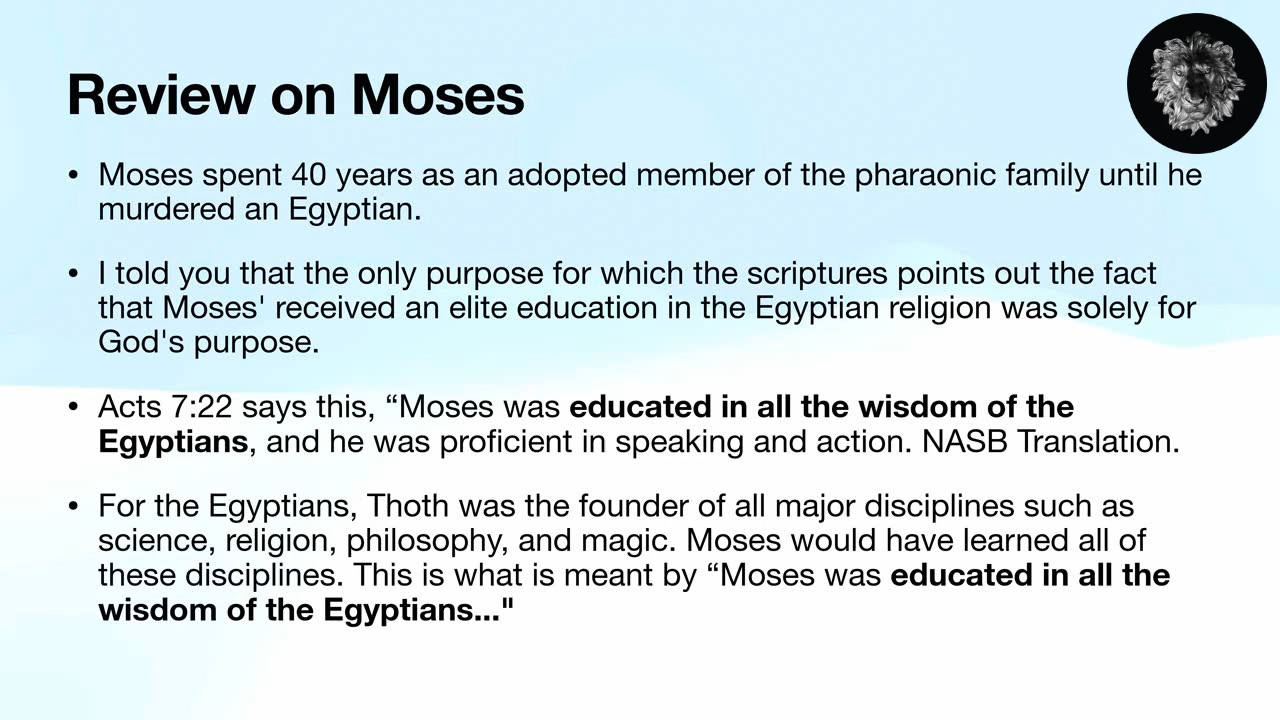 Review on Moses
• Moses spent 40 years as an adopted member of the pharaonic family until he
murdered an Egyptian.
• I told you that the only purpose for which the scriptures points out the fact
that Moses' received an elite education in the Egyptian religion was solely for
God's purpose.
• Acts 7:22 says this, “Moses was educated in all the wisdom of the
Egyptians, and he was proficient in speaking and action. NASB Translation.
• For the Egyptians, Thoth was the founder of all major disciplines such as
science, religion, philosophy, and magic. Moses would have learned all of
these disciplines. This is what is meant by “Moses was educated in all the
wisdom of the Egyptians..."